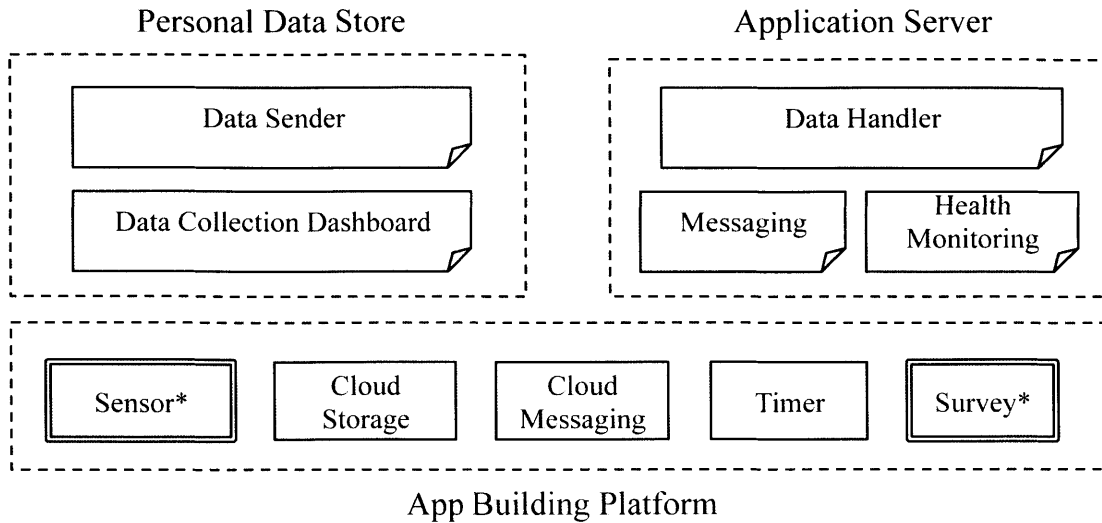 Personal Data Store
Application Server
Data Sender
Data Handler
Data Collection Dashboard
Messaging
Health
Monitoring
Sensor*
Cloud
Storage
Cloud
Messaging
Timer
Survey*
App Building Platform